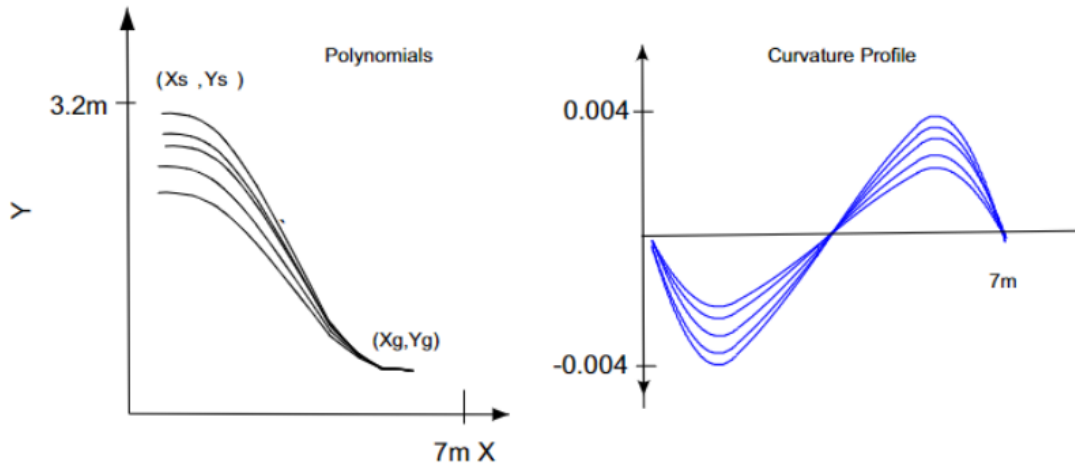 Polynomials
(Xs ,Ys )
3.2m
Y
(Xg,Yg)
7m X
Curvature Profile
0.004
7m
-0.004